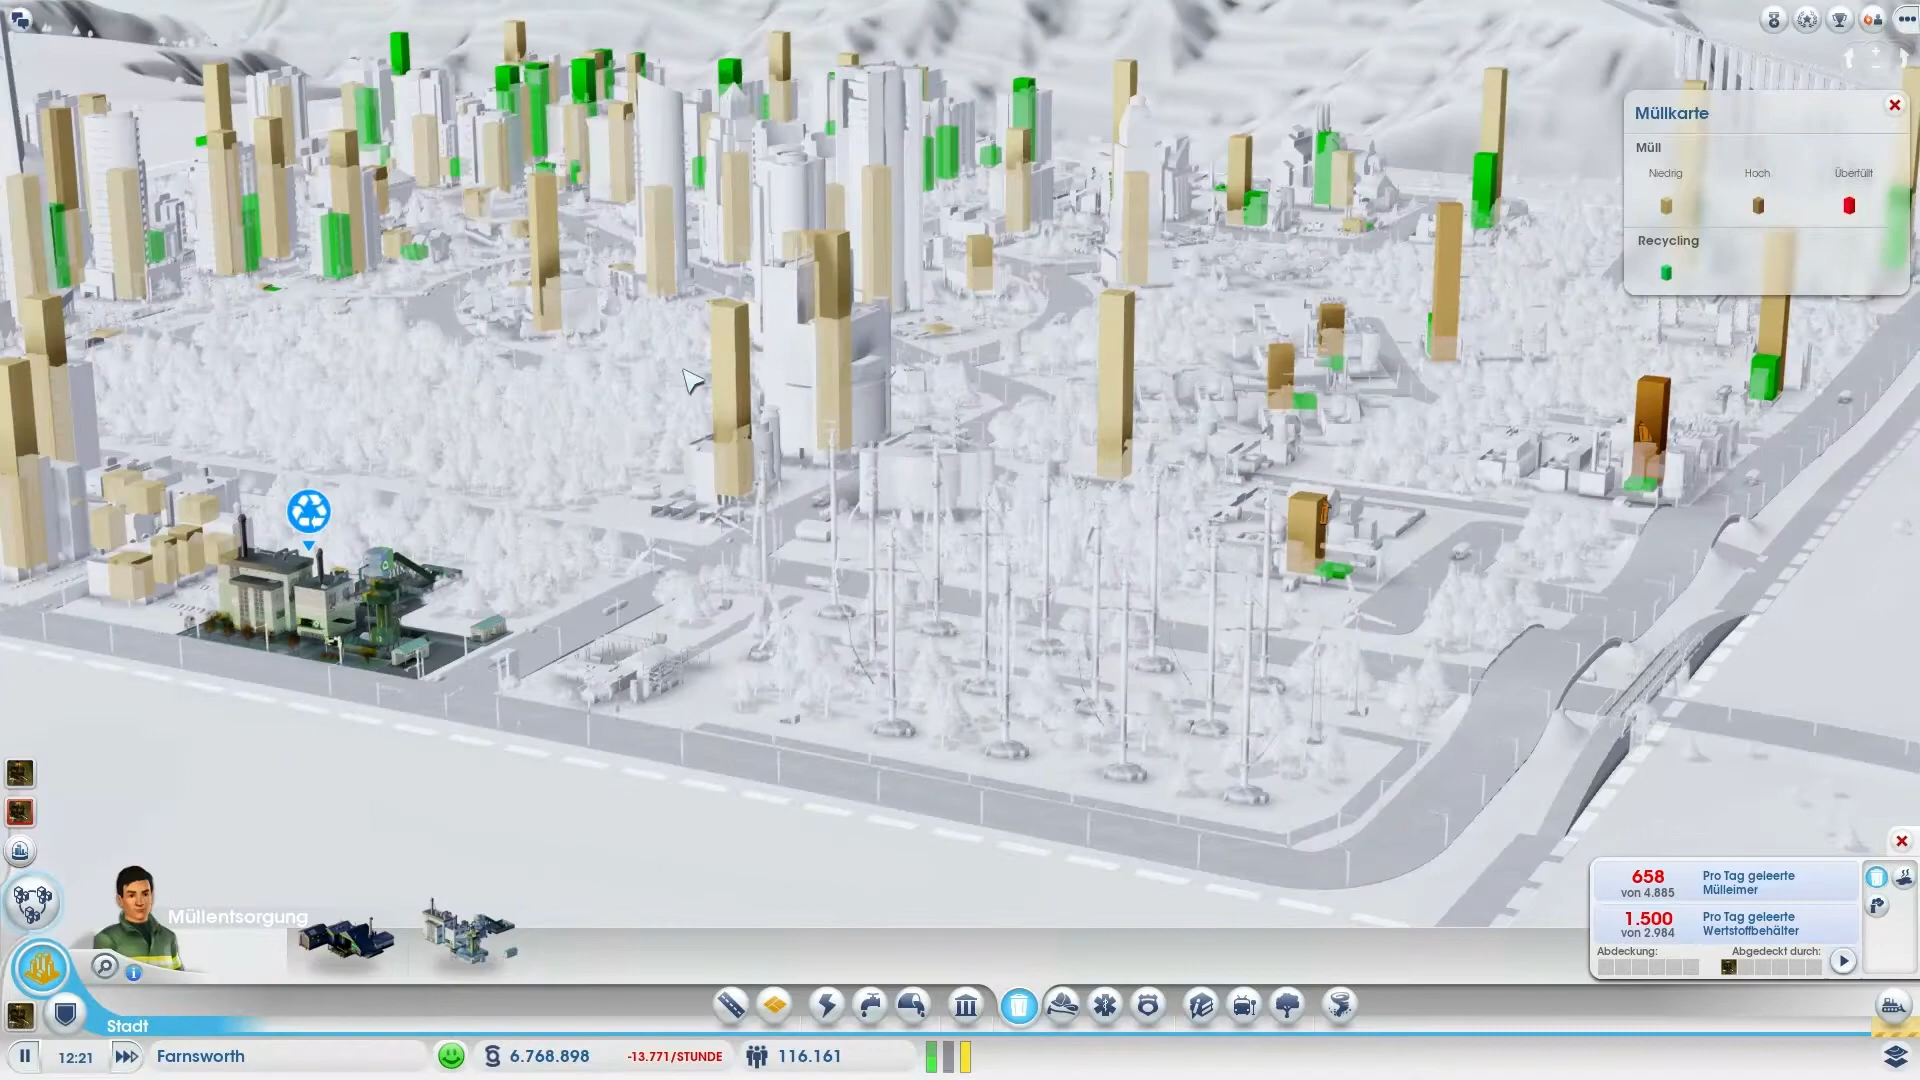 Müllkarte
Müll
Niedrig Hoch Überfüllt
Recycling
658
von 4.885
Pro Tag geleerte
Mülleimer
1.500
von 2.984
Pro Tag geleerte
Wertstoffbehälter
Abdeckung: Abgedeckt durch:
Müllentsorgung
Stadt
12:21 Farnsworth 6.768.898 -13.771/STUNDE 116.161